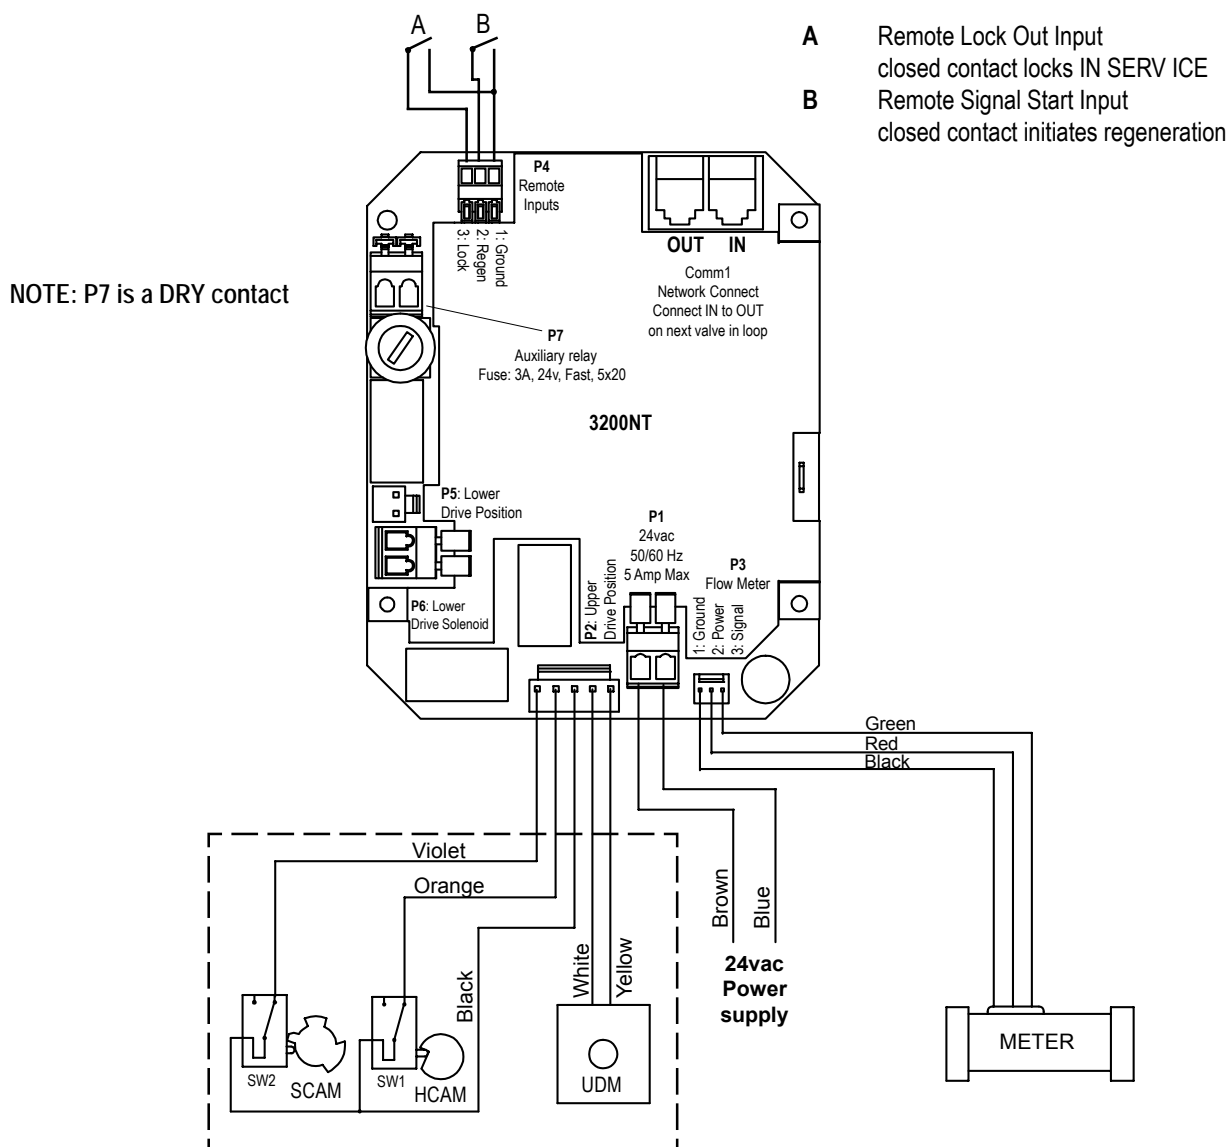 A
B
A Remote Lock Out Input
closed contact locks IN SERV ICE
B Remote Signal Start Input
closed contact initiates regeneration
P4
Remote
Inputs
3: Lock
2: Regen
1: Ground
OUT IN
Comm1
Network Connect
Connect IN to OUT
on next valve in loop
NOTE: P7 is a DRY contact
P7
Auxiliary relay
Fuse: 3A, 24v, Fast, 5x20
3200NT
P5: Lower
Drive Position
P1
24vac
50/60 Hz
5 Amp Max
P3
Flow Meter
P6: Lower
Drive Solenoid
P2: Upper
Drive Position
1: Ground
2: Power
3: Signal
Green
Red
Black
Violet
Orange
Black
White
Yellow
Brown
Blue
24vac
Power
supply
SW2
SCAM
SW1
HCAM
UDM
METER